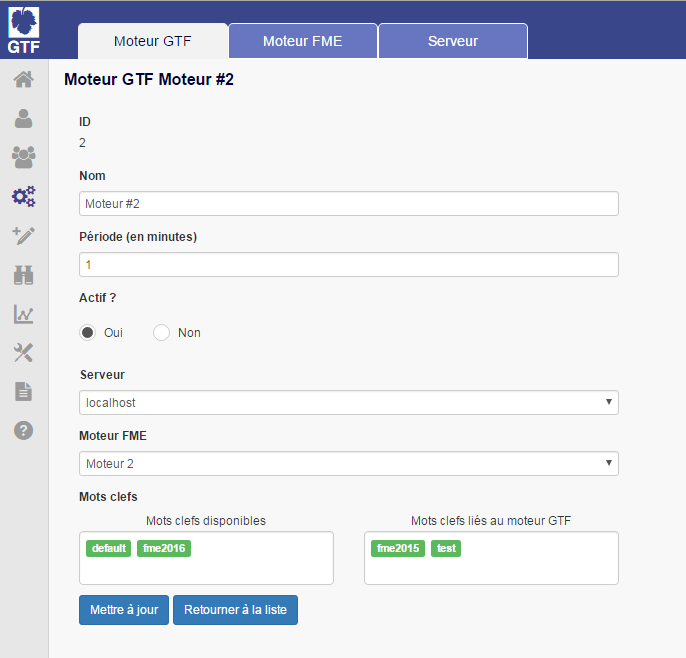 GTF
Moteur GTF
Moteur FME
Serveur
Moteur GTF Moteur #2
ID
2
Nom
Moteur #2
Période (en minutes)
1
Actif ?
Oui
Non
Serveur
localhost
Moteur FME
Moteur 2
Mots clefs
Mots clefs disponibles
Mots clefs liés au moteur GTF
default fme2016
fme2015 test
Mettre à jour
Retourner à la liste